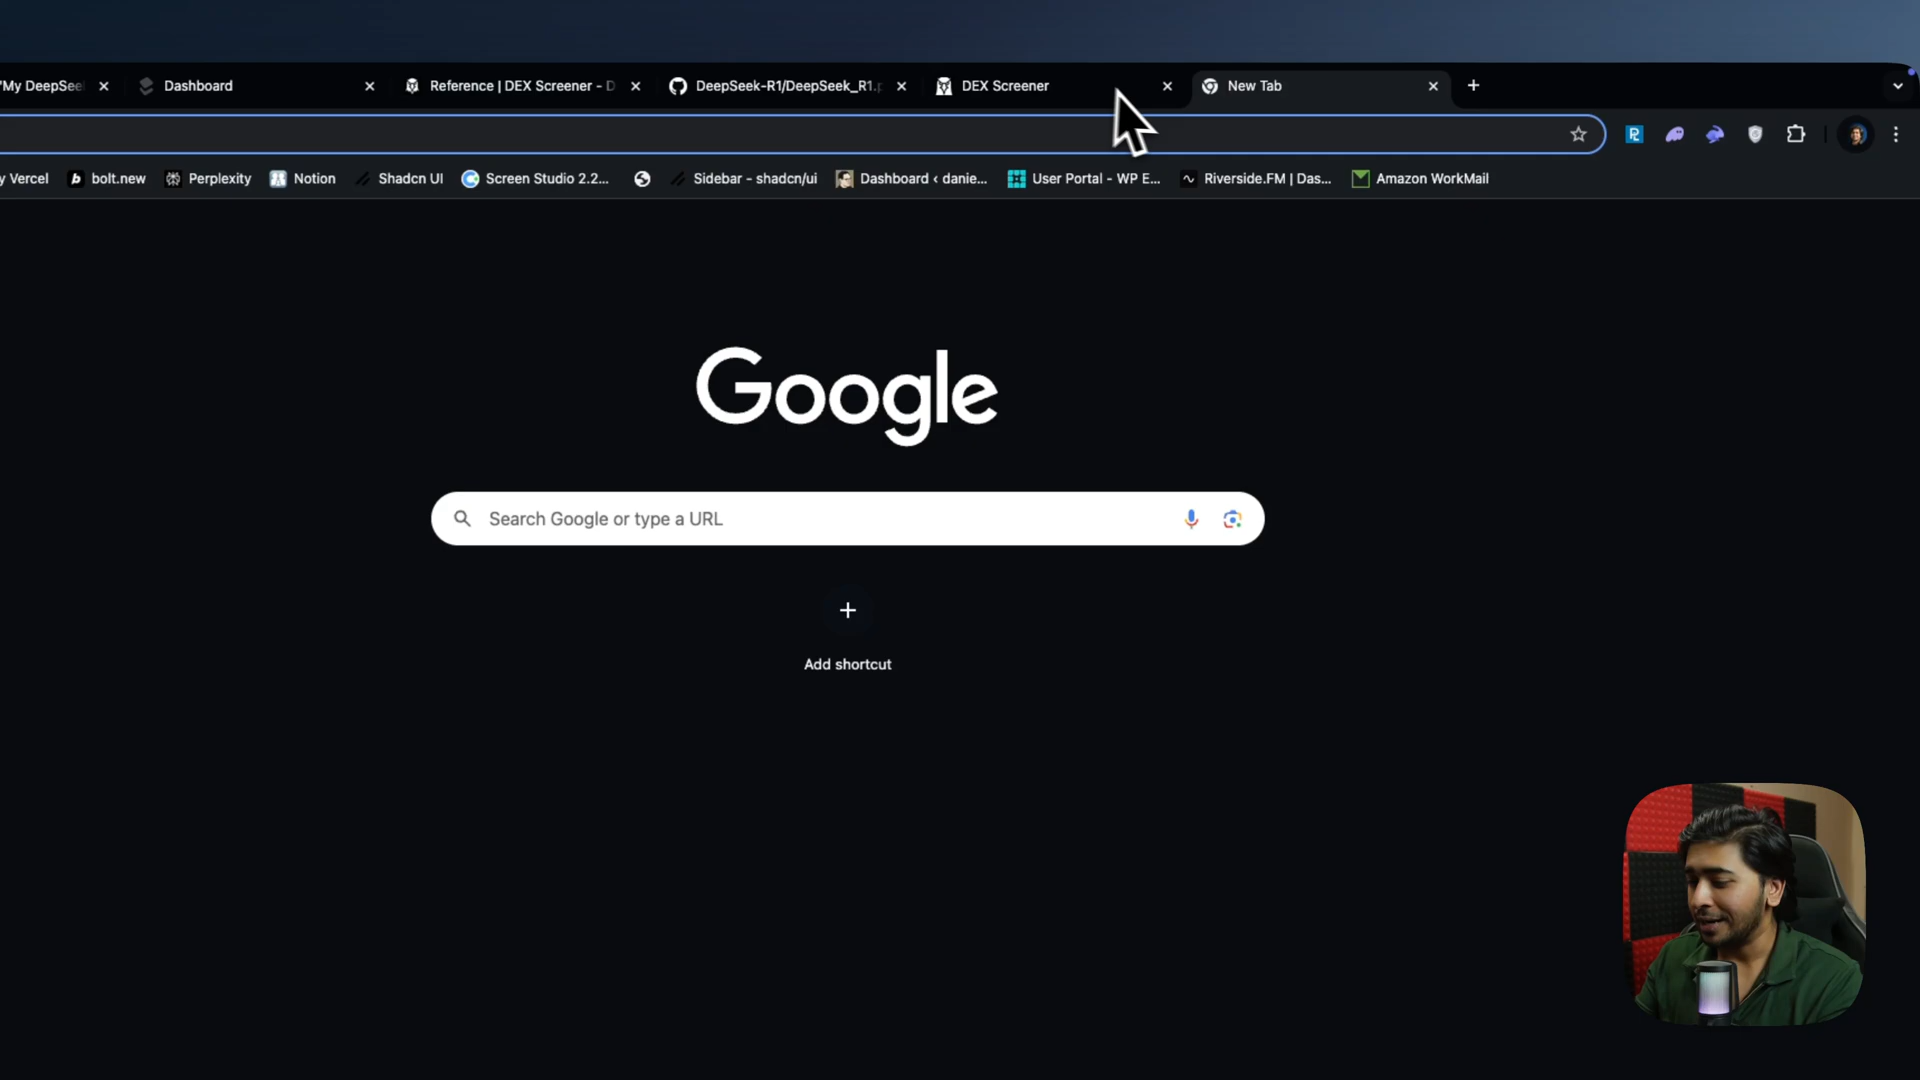 'My DeepSee
Dashboard
Reference | DEX Screener - D
DeepSeek-R1/DeepSeek_R1.p
DEX Screener
New Tab
y Vercel
bolt.new
Perplexity
Notion
Shadcn UI
Screen Studio 2.2...
Sidebar - shadcn/ui
Dashboard ‹ danie...
User Portal - WP E...
Riverside.FM | Das...
Amazon WorkMail
Google
Search Google or type a URL
Add shortcut